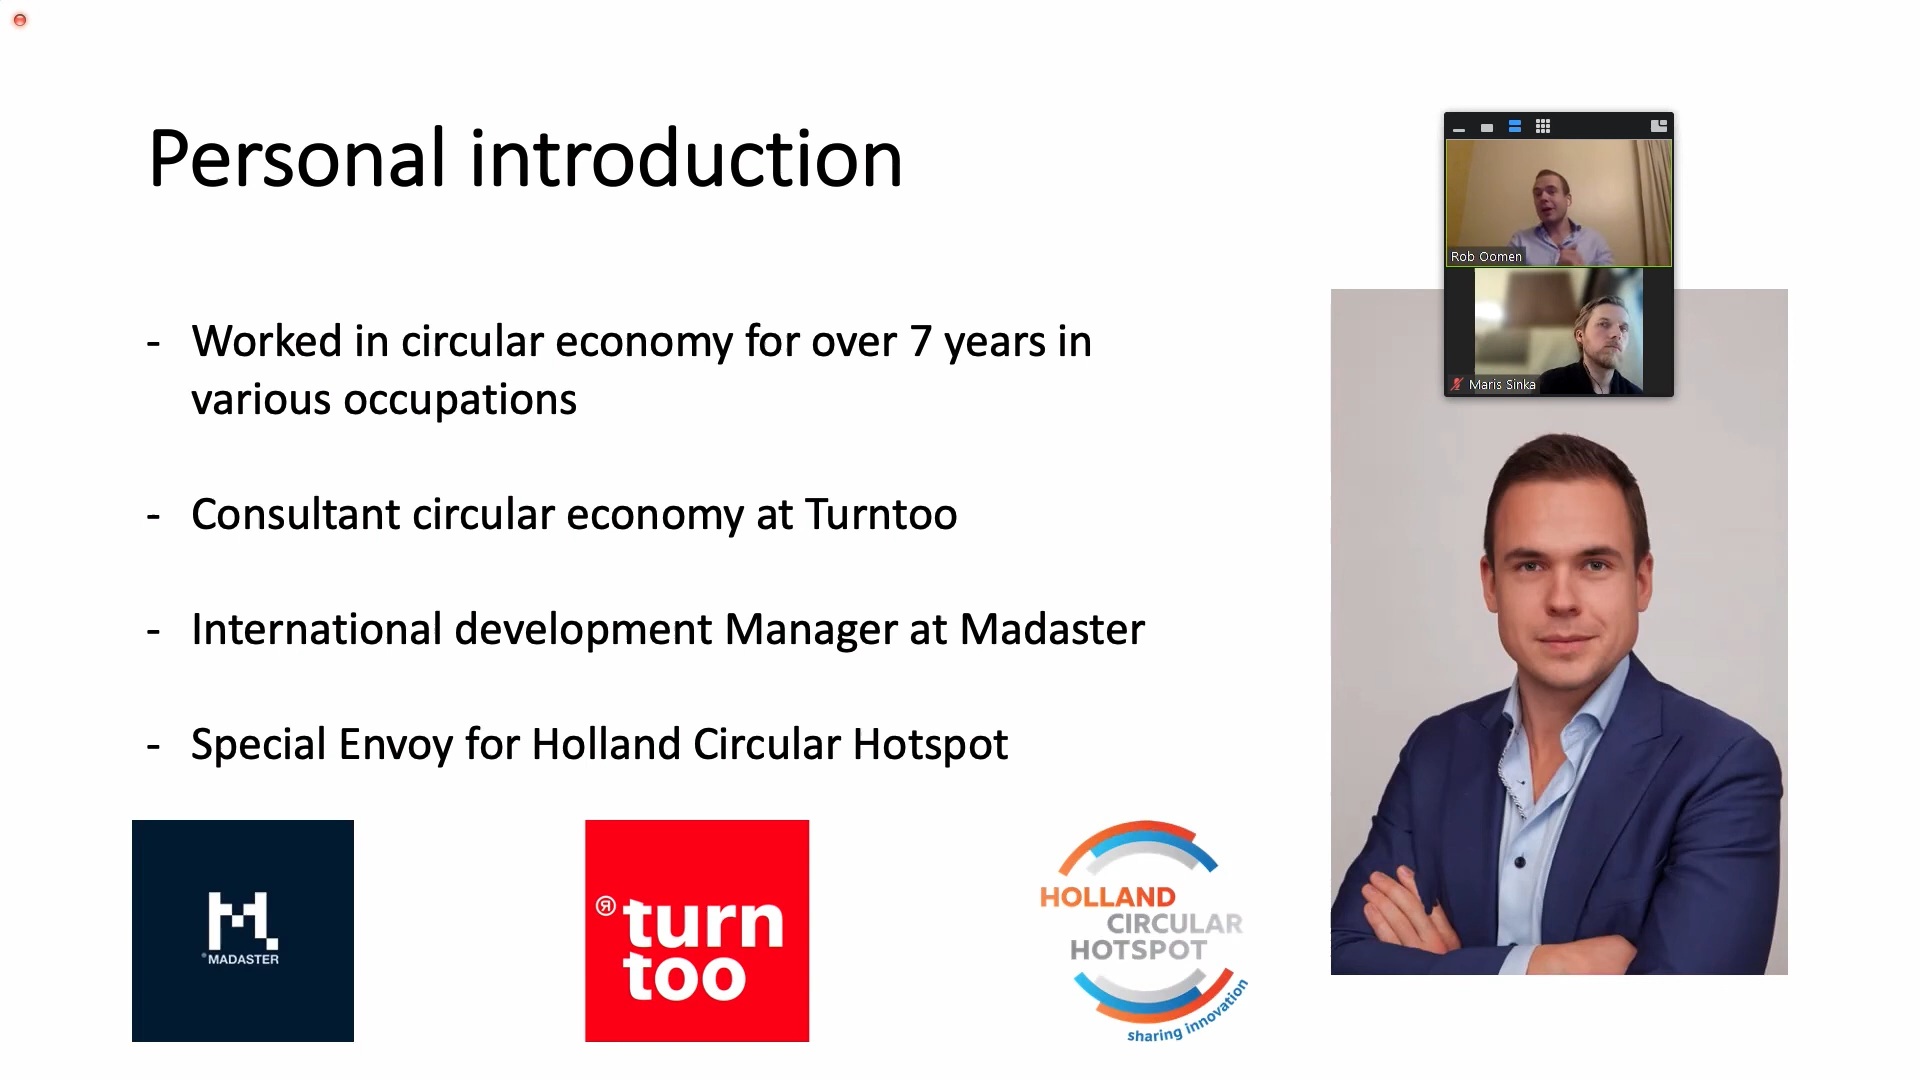 Personal introduction
Rob Oomen
Maris Sinka
- Worked in circular economy for over 7 years in
various occupations
- Consultant circular economy at Turntoo
- International development Manager at Madaster
- Special Envoy for Holland Circular Hotspot
M.
MADASTER
® turn
too
HOLLAND
CIRCULAR
HOTSPOT
sharing innovation